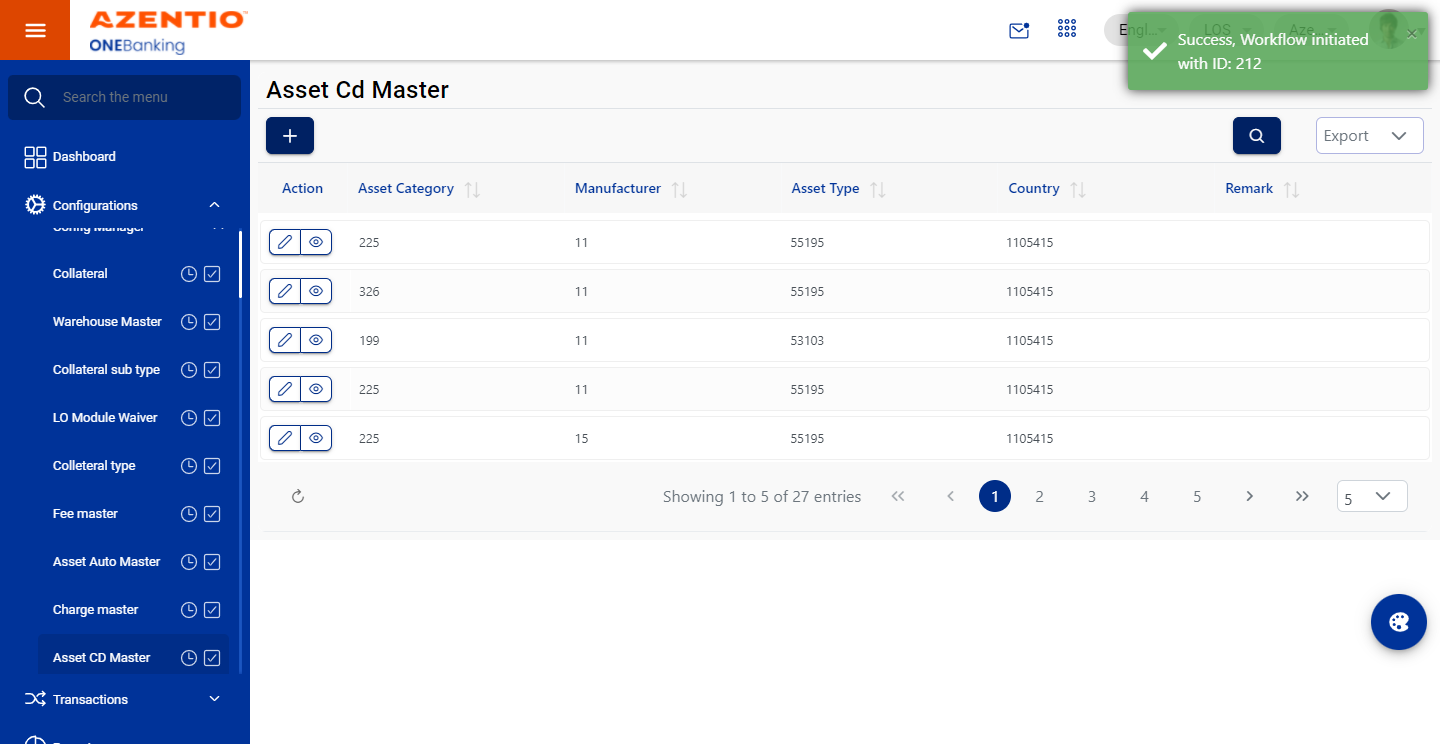 AZENTIO
ONEBanking
Engl...
LOS
Aze...
Success, Workflow initiated
with ID: 212
Search the menu
Dashboard
Configurations
Config Manager
Collateral
Warehouse Master
Collateral sub type
LO Module Waiver
Colleteral type
Fee master
Asset Auto Master
Charge master
Asset CD Master
Transactions
Asset Cd Master
Export
Action Asset Category Manufacturer Asset Type Country Remark
225 11 55195 1105415
326 11 55195 1105415
199 11 53103 1105415
225 11 55195 1105415
225 15 55195 1105415
Showing 1 to 5 of 27 entries « < 1 2 3 4 5 > » 5